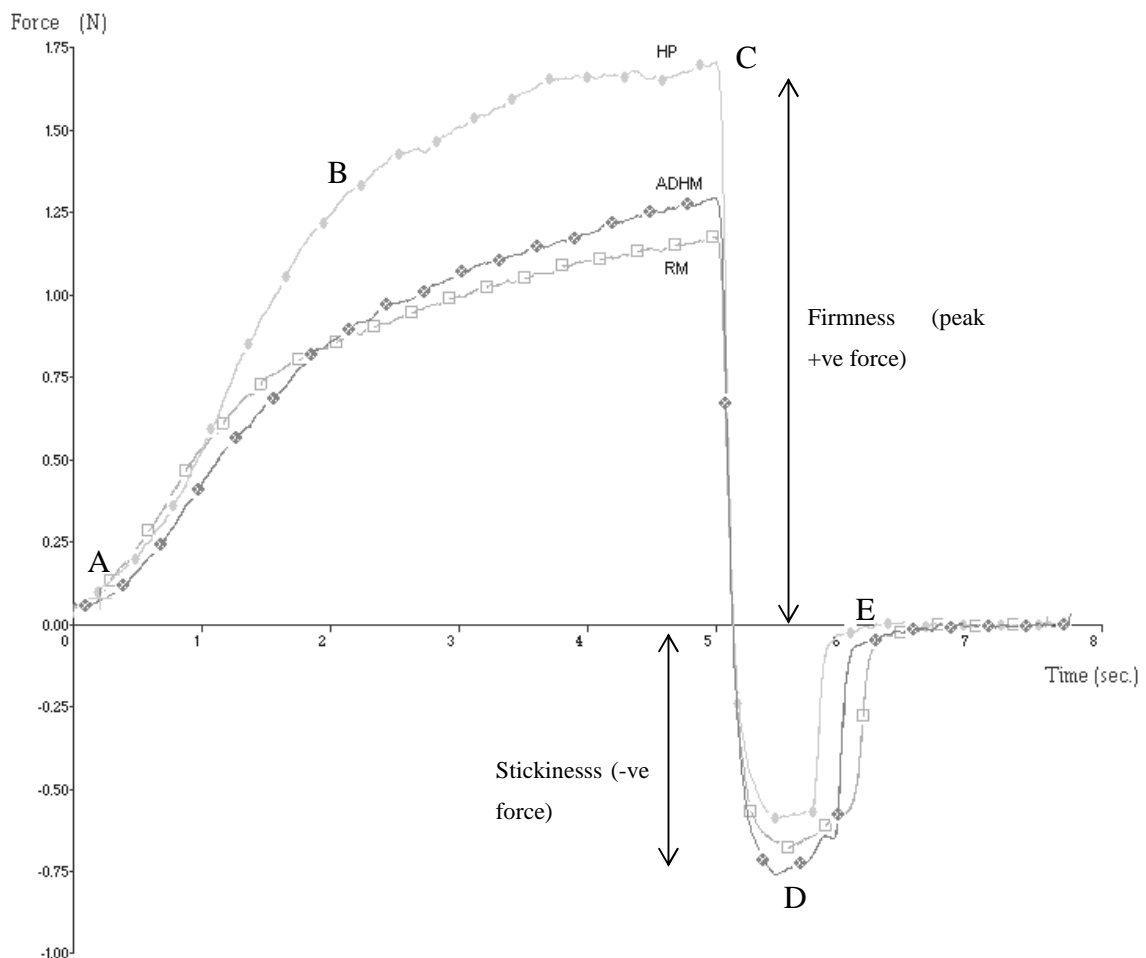 Force (N)
1.75
HP
C
1.50
B
ADHM
1.25
RM
1.00
Firmness (peak
+ve force)
0.75
0.50
A
0.25
E
0.00
0 1 2 3 4 5 6 7 8
Time (sec.)
-0.25
Stickinesss (-ve
force)
-0.50
-0.75
D
-1.00